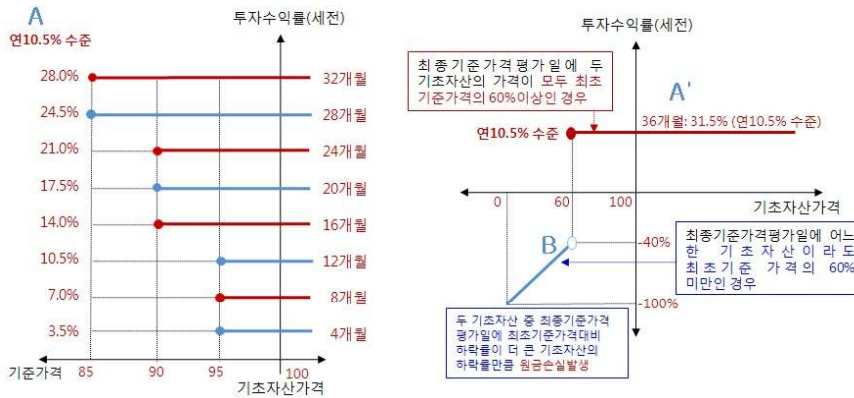 A
투자수익률(세전)
연10.5% 수준
28.0%
32개월
24.5%
28개월
21.0%
24개월
17.5%
20개월
14.0%
16개월
10.5%
12개월
7.0%
8개월
3.5%
4개월
기준가격
85
90
95
100
기초자산가격
투자수익률(세전)
최종기준가격평가일에 두
기초자산의 가격이 모두 최초
기준가격의 60%이상인 경우
A'
연10.5% 수준
36개월: 31.5% (연10.5% 수준)
0
60
100
기초자산가격
B
-40%
-100%
최종기준가격평가일에 어느
한 기초자산이라도
최초기준 가격의 60%
미만인 경우
두 기초자산 중 최종기준가격
평가일에 최초기준가격대비
하락률이 더 큰 기초자산의
하락률만큼 원금손실발생